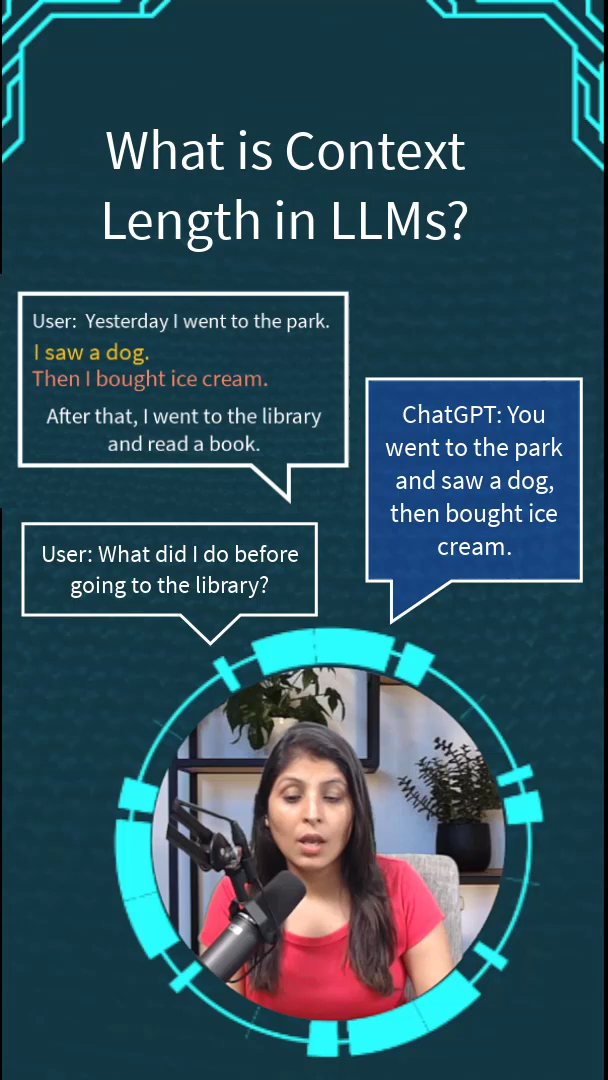 What is Context
Length in LLMs?
User: Yesterday I went to the park.
I saw a dog.
Then I bought ice cream.
After that, I went to the library
and read a book.
User: What did I do before
going to the library?
ChatGPT: You
went to the park
and saw a dog,
then bought ice
cream.